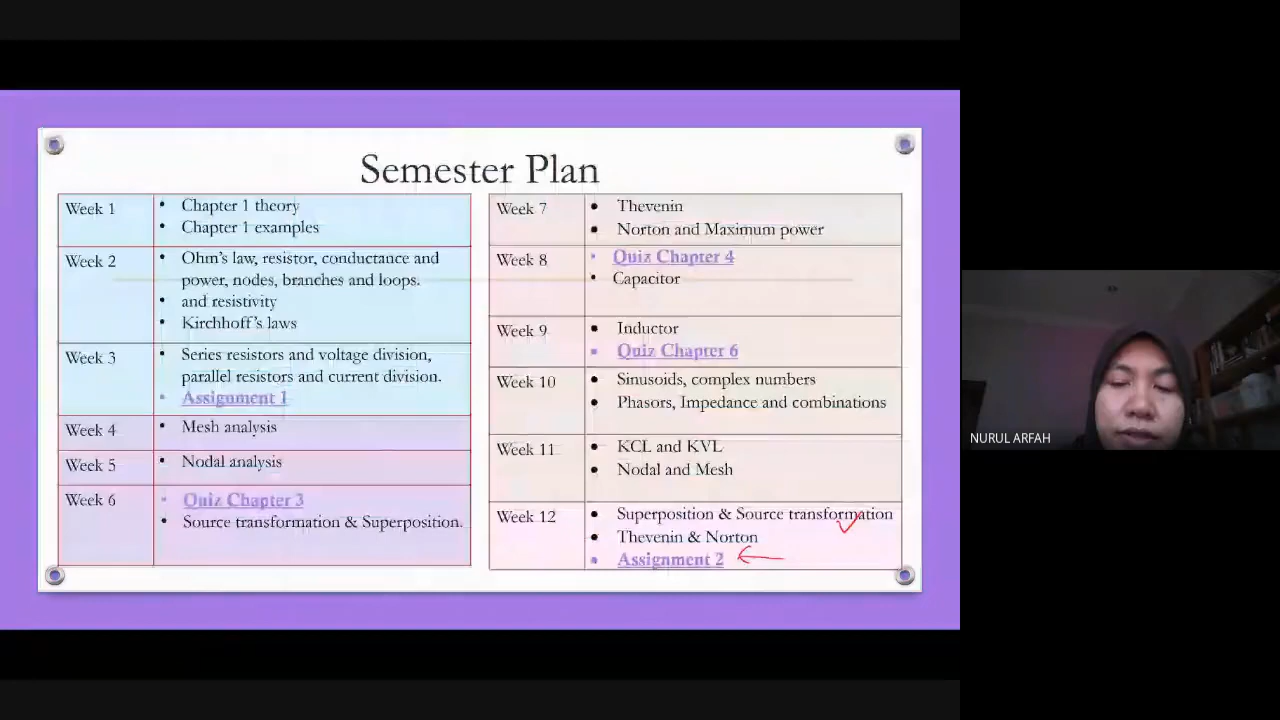 Semester Plan
Week 1
Chapter 1 theory
Chapter 1 examples
Week 2
Ohm's law, resistor, conductance and
power, nodes, branches and loops.
and resistivity
Kirchhoff's laws
Week 3
Series resistors and voltage division,
parallel resistors and current division.
Assignment 1
Week 4
Mesh analysis
Week 5
Nodal analysis
Week 6
Quiz Chapter 3
Source transformation & Superposition.
Week 7
Thevenin
Norton and Maximum power
Week 8
Quiz Chapter 4
Capacitor
Week 9
Inductor
Quiz Chapter 6
Week 10
Sinusoids, complex numbers
Phasors, Impedance and combinations
Week 11
KCL and KVL
Nodal and Mesh
Week 12
Superposition & Source transformation
Thevenin & Norton
Assignment 2
NURUL ARFAH